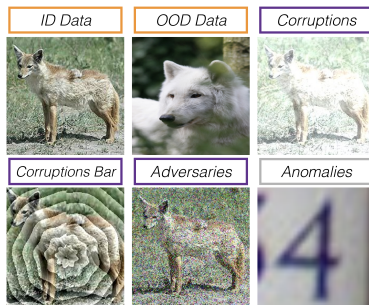 ID Data
OOD Data
Corruptions
Corruptions Bar
Adversaries
Anomalies
4